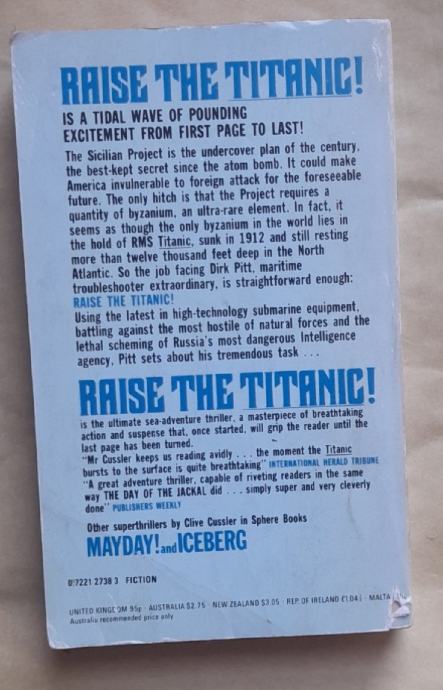 RAISE THE TITANIC!
IS A TIDAL WAVE OF POUNDING
EXCITEMENT FROM FIRST PAGE TO LAST!
The Sicilian Project is the undercover plan of the century,
the best-kept secret since the atom bomb. It could make
America invulnerable to foreign attack for the foreseeable
future. The only hitch is that the Project requires a
quantity of byzanium, an ultra-rare element. In fact, it
seems as though the only byzanium in the world lies in
the hold of RMS Titanic, sunk in 1912 and still resting
more than twelve thousand feet deep in the North
Atlantic. So the job facing Dirk Pitt, maritime
troubleshooter extraordinary, is straightforward enough:
RAISE THE TITANIC!
Using the latest in high-technology submarine equipment,
battling against the most hostile of natural forces and the
lethal scheming of Russia's most dangerous Intelligence
agency, Pitt sets about his tremendous task ...
RAISE THE TITANIC!
is the ultimate sea-adventure thriller, a masterpiece of breathtaking
action and suspense that, once started, will grip the reader until the
last page has been turned.
"Mr Cussler keeps us reading avidly ... the moment the Titanic
bursts to the surface is quite breathtaking" INTERNATIONAL HERALD TRIBUNE
"A great adventure thriller, capable of riveting readers in the same
way THE DAY OF THE JACKAL did ... simply super and very cleverly
done" PUBLISHERS WEEKLY
Other superthrillers by Clive Cussler in Sphere Books
MAYDAY! and ICEBERG
0 7221 2738 3 FICTION
UNITED KINGDOM 95p · AUSTRALIA $2.75 · NEW ZEALAND $3.05 · REP. OF IRELAND £1.04½ · MALTA
Australia recommended price only